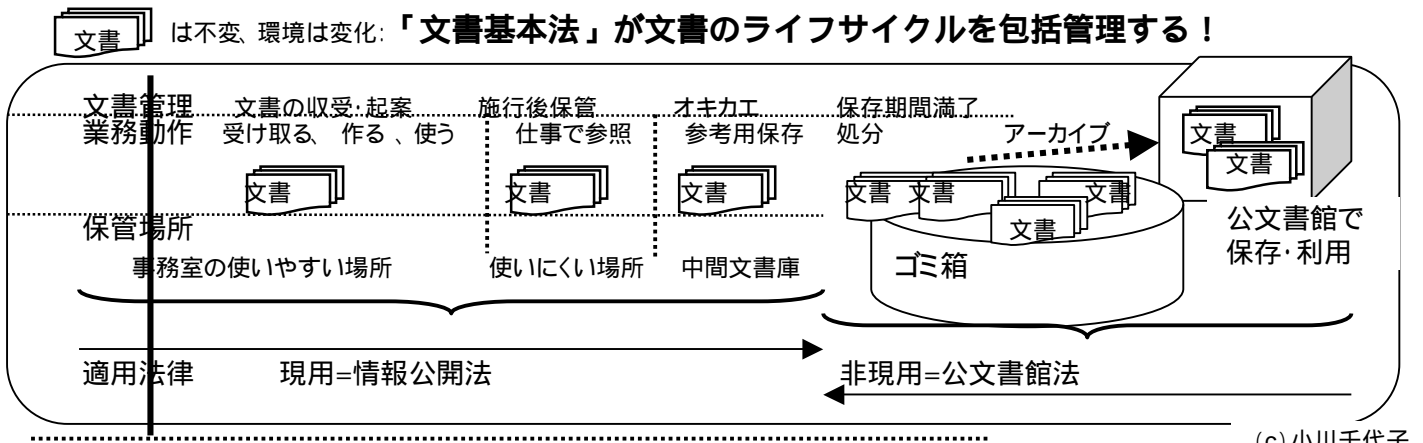 文書 は不変、環境は変化:「文書基本法」が文書のライフサイクルを包括管理する!
文書管理 文書の収受・起案 施行後保管 オキカエ 保存期間満了
業務動作 受け取る、作る、使う 仕事で参照 参考用保存 処分 アーカイブ
文書
文書
文書 文書 文書 文書 文書 文書
文書
保管場所
公文書館で
保存・利用
事務室の使いやすい場所 使いにくい場所 中間文書庫 ゴミ箱
適用法律 現用=情報公開法 非現用=公文書館法
(c)小川千代子